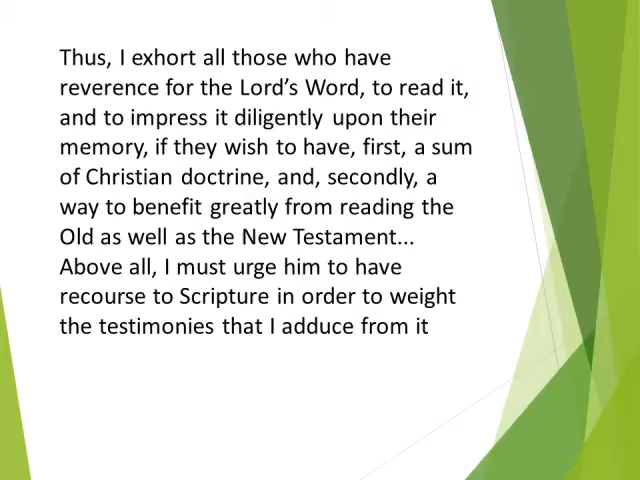 Thus, I exhort all those who have
reverence for the Lord’s Word, to read it,
and to impress it diligently upon their
memory, if they wish to have, first, a sum
of Christian doctrine, and, secondly, a
way to benefit greatly from reading the
Old as well as the New Testament...
Above all, I must urge him to have
recourse to Scripture in order to weight
the testimonies that I adduce from it